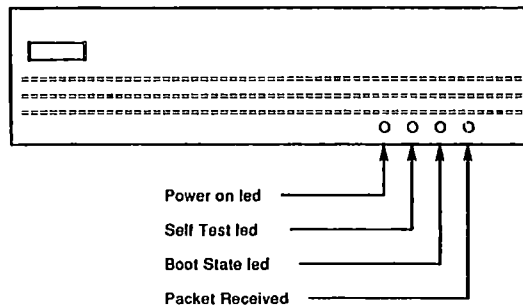 Power on led
Self Test led
Boot State led
Packet Received